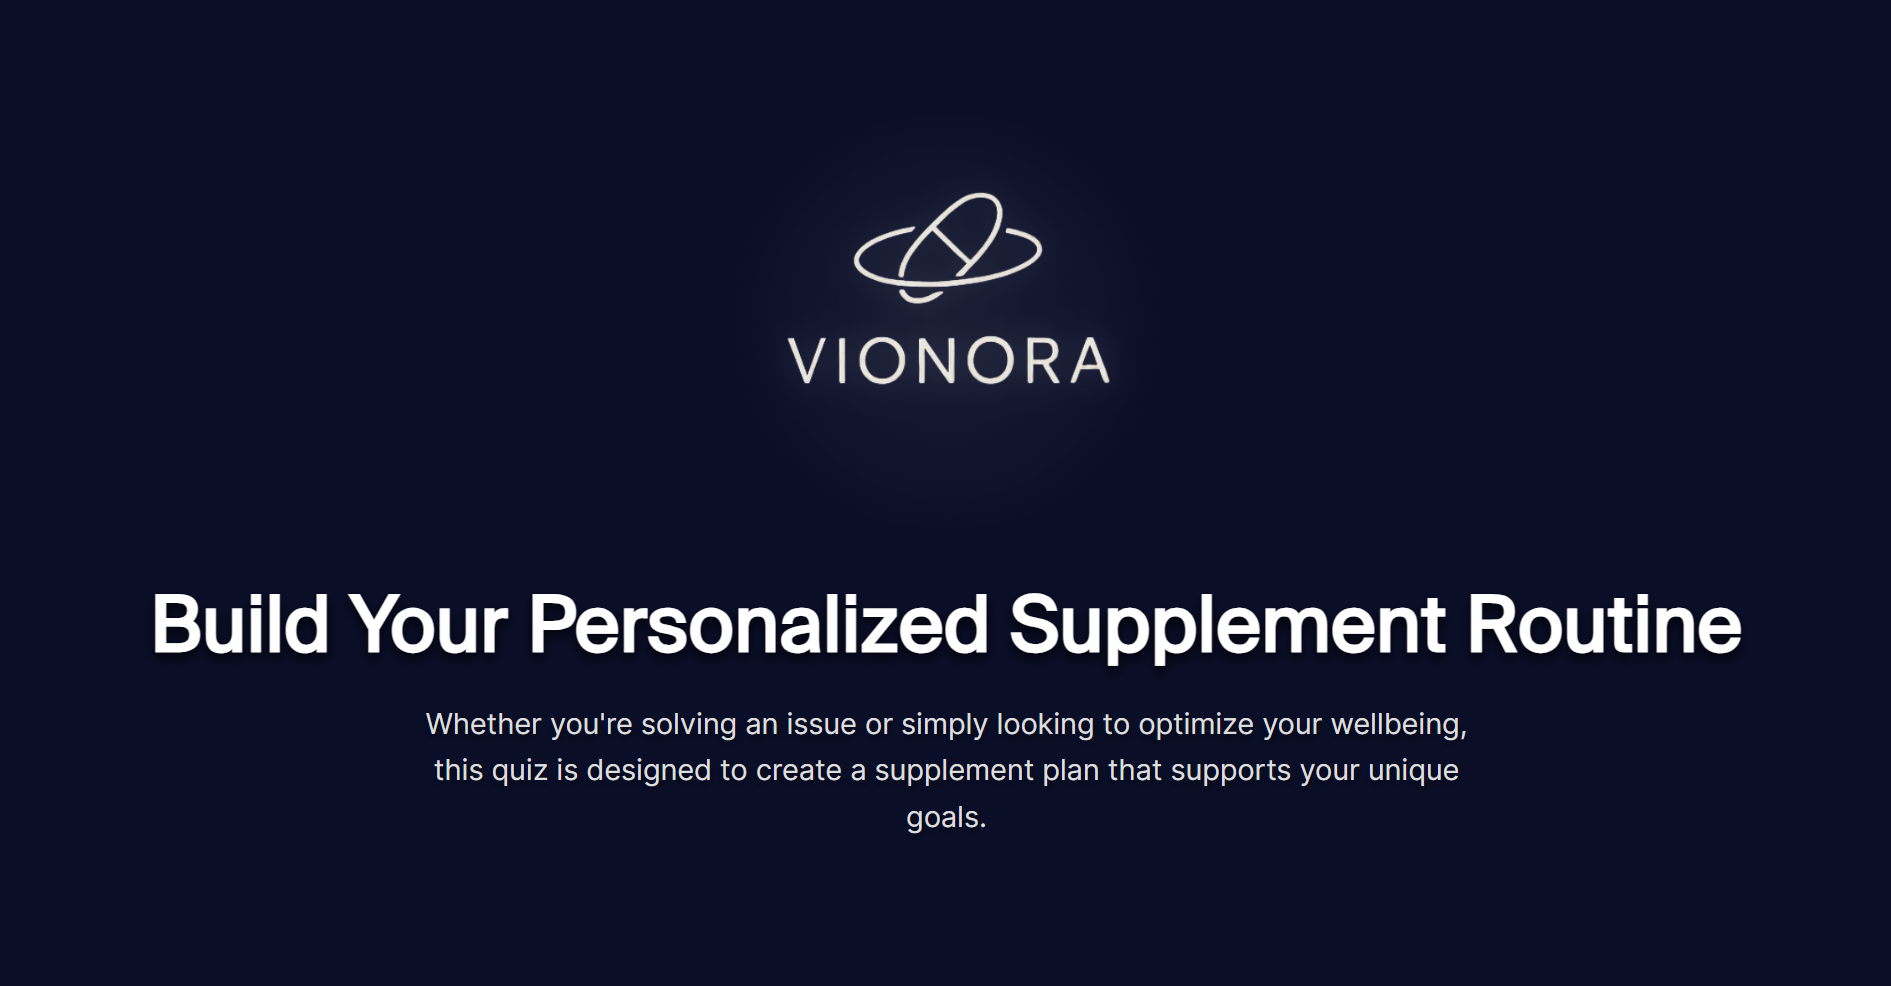 VIONORA
Build Your Personalized Supplement Routine
Whether you're solving an issue or simply looking to optimize your wellbeing,
this quiz is designed to create a supplement plan that supports your unique
goals.